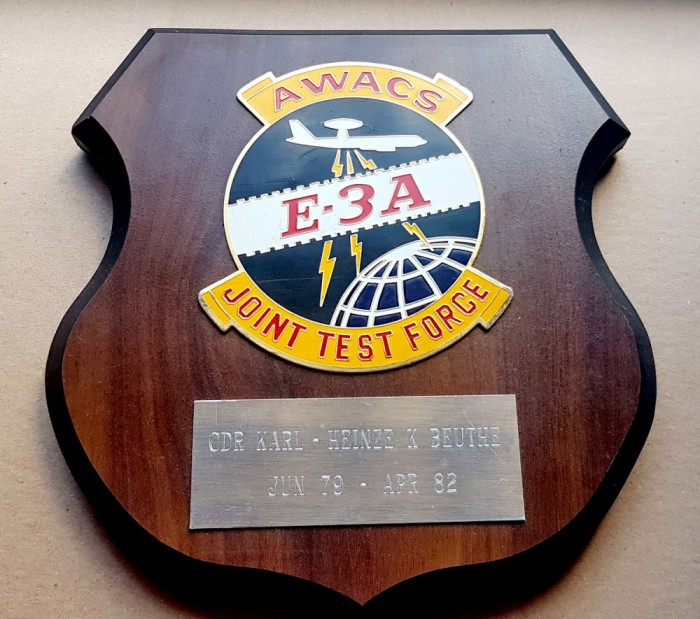 AWACS
E-3A
JOINT TEST FORCE
CDR KARL - HEINZE K BEUTHE
JUN 79 - APR 82